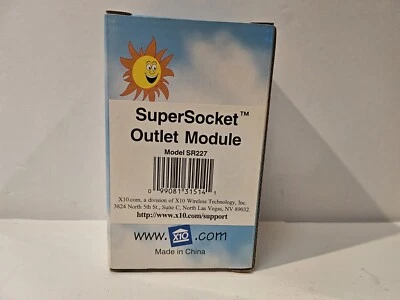 SuperSocket™
Outlet Module
Model SR227
0 99081 31514 1
X10.com, a division of X10 Wireless Technology, Inc.
3824 North 5th St., Suite C, North Las Vegas, NV 89032
http://www.x10.com/support
www.X10.com
Made in China